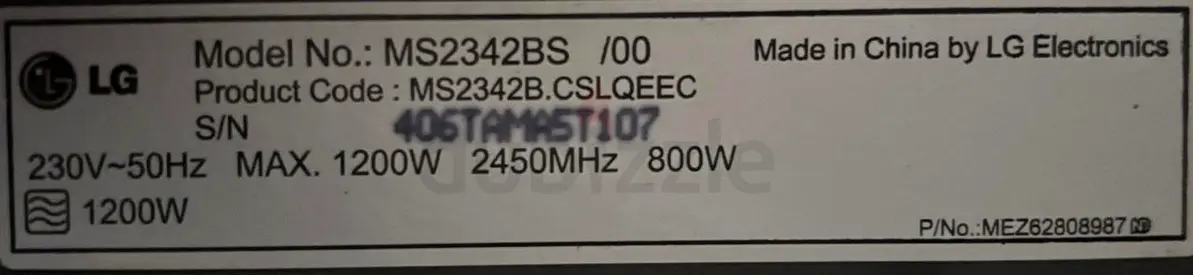 LG
Model No.: MS2342BS /00
Made in China by LG Electronics
Product Code : MS2342B.CSLQEEC
S/N 406TAMA5T107
230V~50Hz MAX. 1200W 2450MHz 800W
1200W
P/No.:MEZ62808987
dubizzle